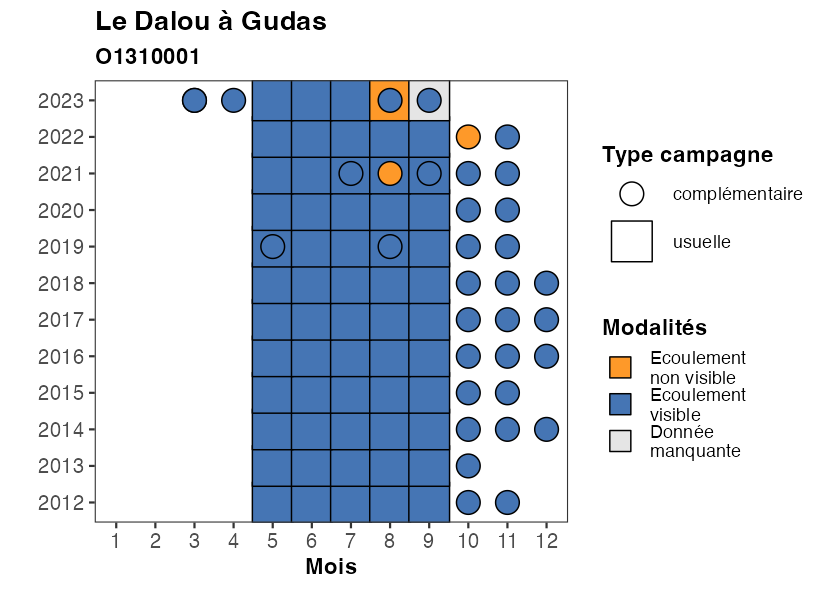 Le Dalou à Gudas
O1310001
2023
2022
2021
2020
2019
2018
2017
2016
2015
2014
2013
2012
1 2 3 4 5 6 7 8 9 10 11 12
Mois
Type campagne
complémentaire
usuelle
Modalités
Ecoulement
non visible
Ecoulement
visible
Donnée
manquante